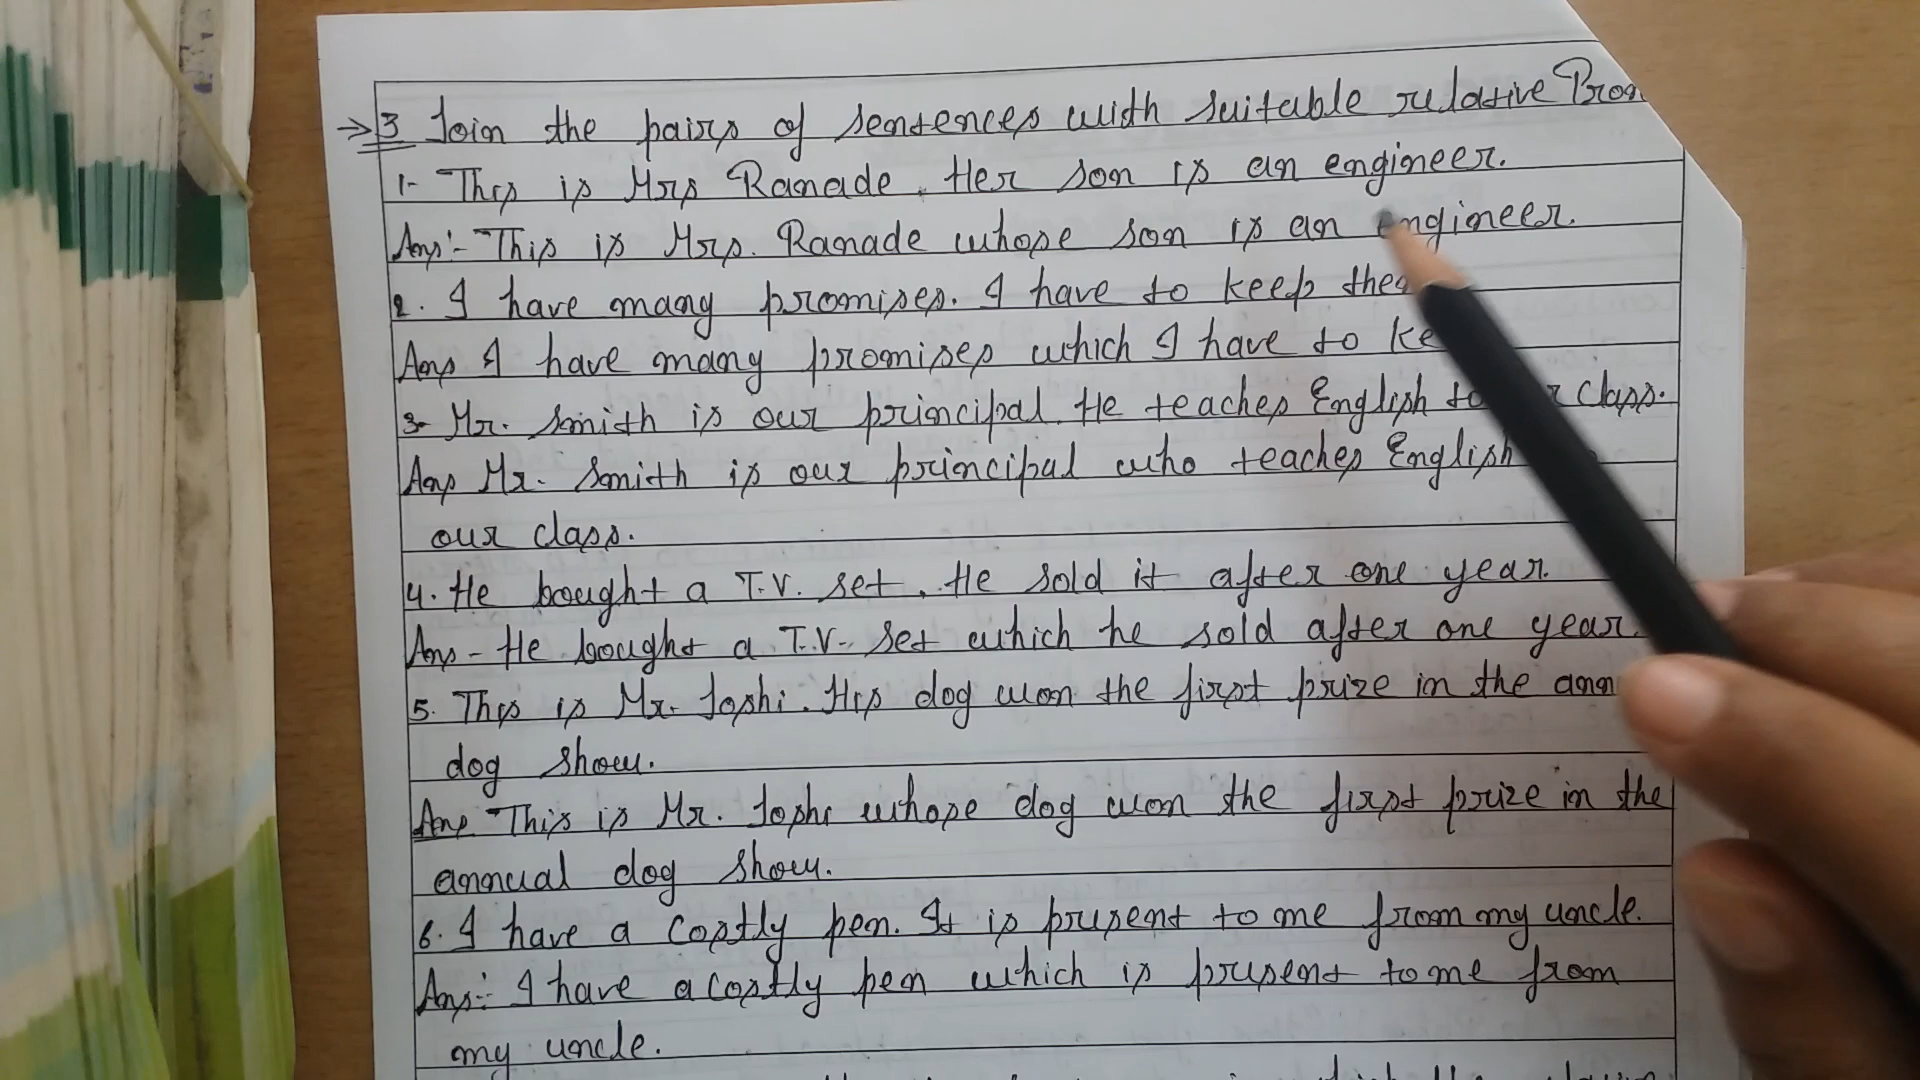 ⇒ 3 Join the pairs of sentences with suitable relative Pron
1- This is Mrs Ranade. Her son is an engineer.
Ans:- This is Mrs. Ranade whose son is an engineer.
2. I have many promises. I have to keep
Ans I have many promises which I have to
3- Mr. Smith is our principal. He teaches English to class.
Ans Mr. Smith is our principal who teaches English
our class.
4. He bought a T.V. set. He sold it after one year.
Ans - He bought a T.V. set which he sold after one year.
5. This is Mr. Joshi. His dog won the first prize in the ann
dog show.
Ans This is Mr. Joshi whose dog won the first prize in the
annual dog show.
6. I have a costly pen. It is present to me from my uncle.
Ans:- I have a costly pen which is present to me from
my uncle.